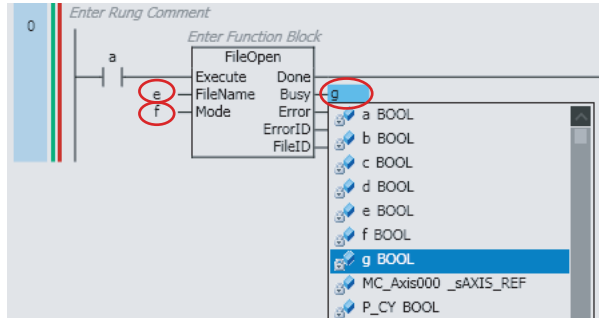 Enter Rung Comment
0
a
Enter Function Block
FileOpen
Execute Done
e FileName Busy g
f Mode Error
ErrorID
FileID
a BOOL
b BOOL
c BOOL
d BOOL
e BOOL
f BOOL
g BOOL
MC_Axis000 _sAXIS_REF
P_CY BOOL